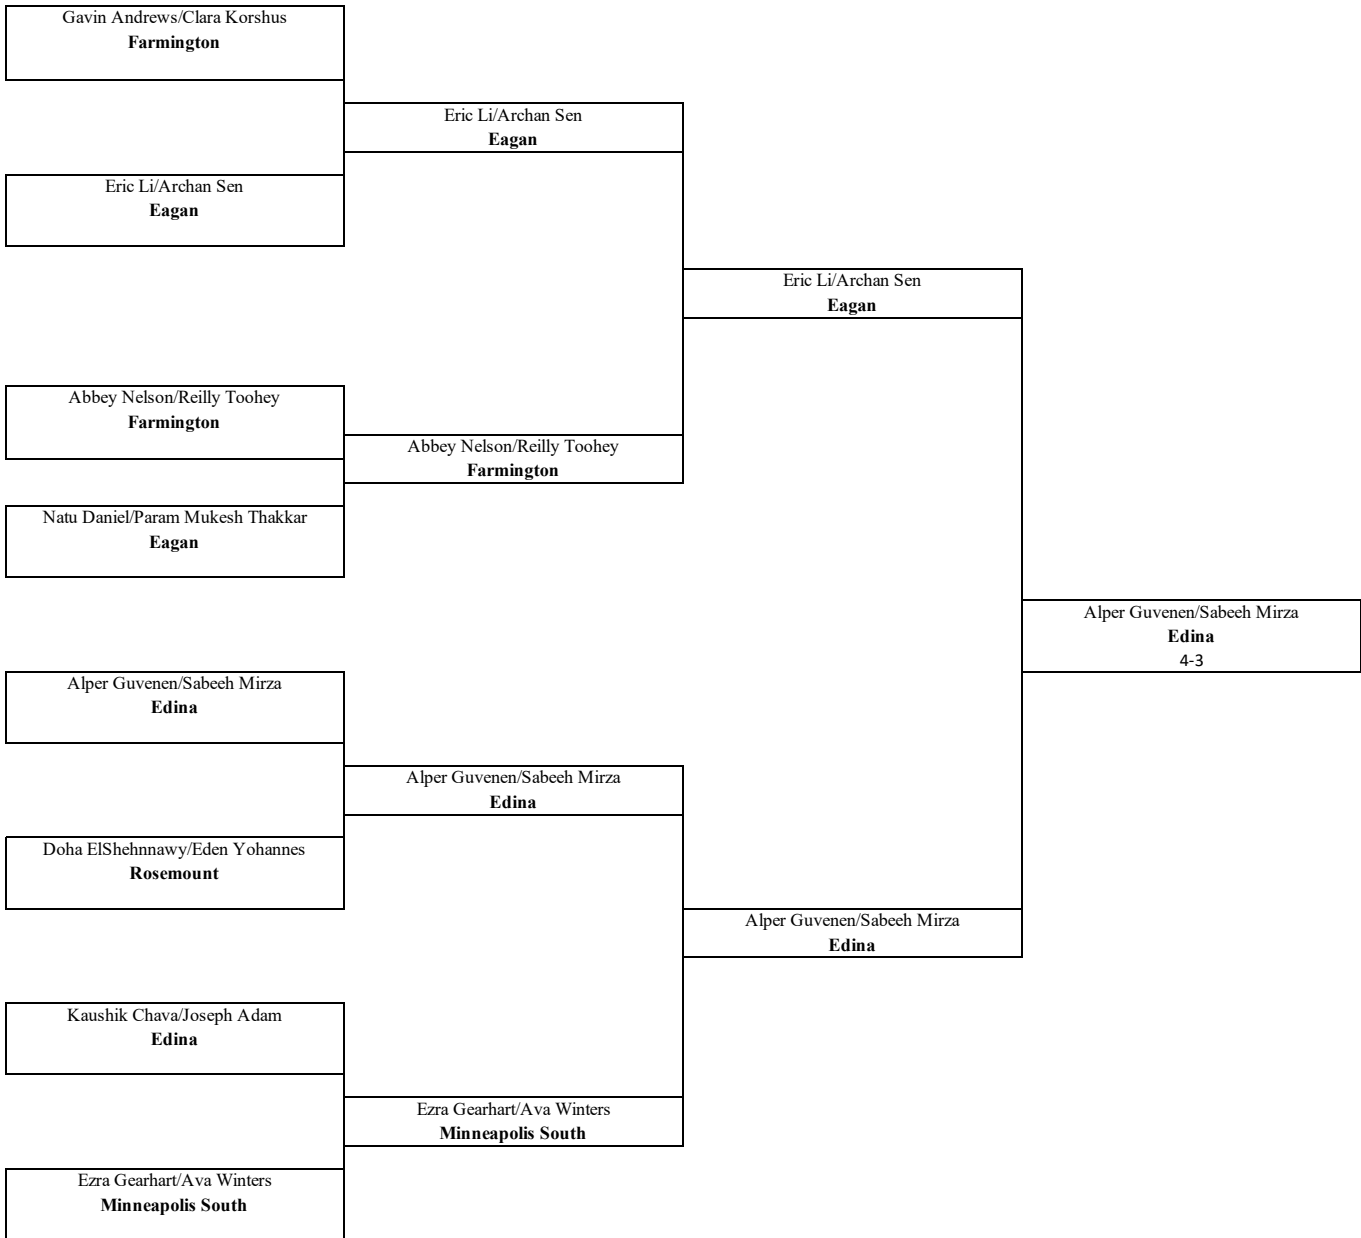 Gavin Andrews/Clara Korshus
Farmington
Eric Li/Archan Sen
Eagan
Eric Li/Archan Sen
Eagan
Eric Li/Archan Sen
Eagan
Abbey Nelson/Reilly Toohey
Farmington
Abbey Nelson/Reilly Toohey
Farmington
Natu Daniel/Param Mukesh Thakkar
Eagan
Alper Guvenen/Sabeeh Mirza
Edina
4-3
Alper Guvenen/Sabeeh Mirza
Edina
Alper Guvenen/Sabeeh Mirza
Edina
Doha ElShehnnawy/Eden Yohannes
Rosemount
Alper Guvenen/Sabeeh Mirza
Edina
Kaushik Chava/Joseph Adam
Edina
Ezra Gearhart/Ava Winters
Minneapolis South
Ezra Gearhart/Ava Winters
Minneapolis South